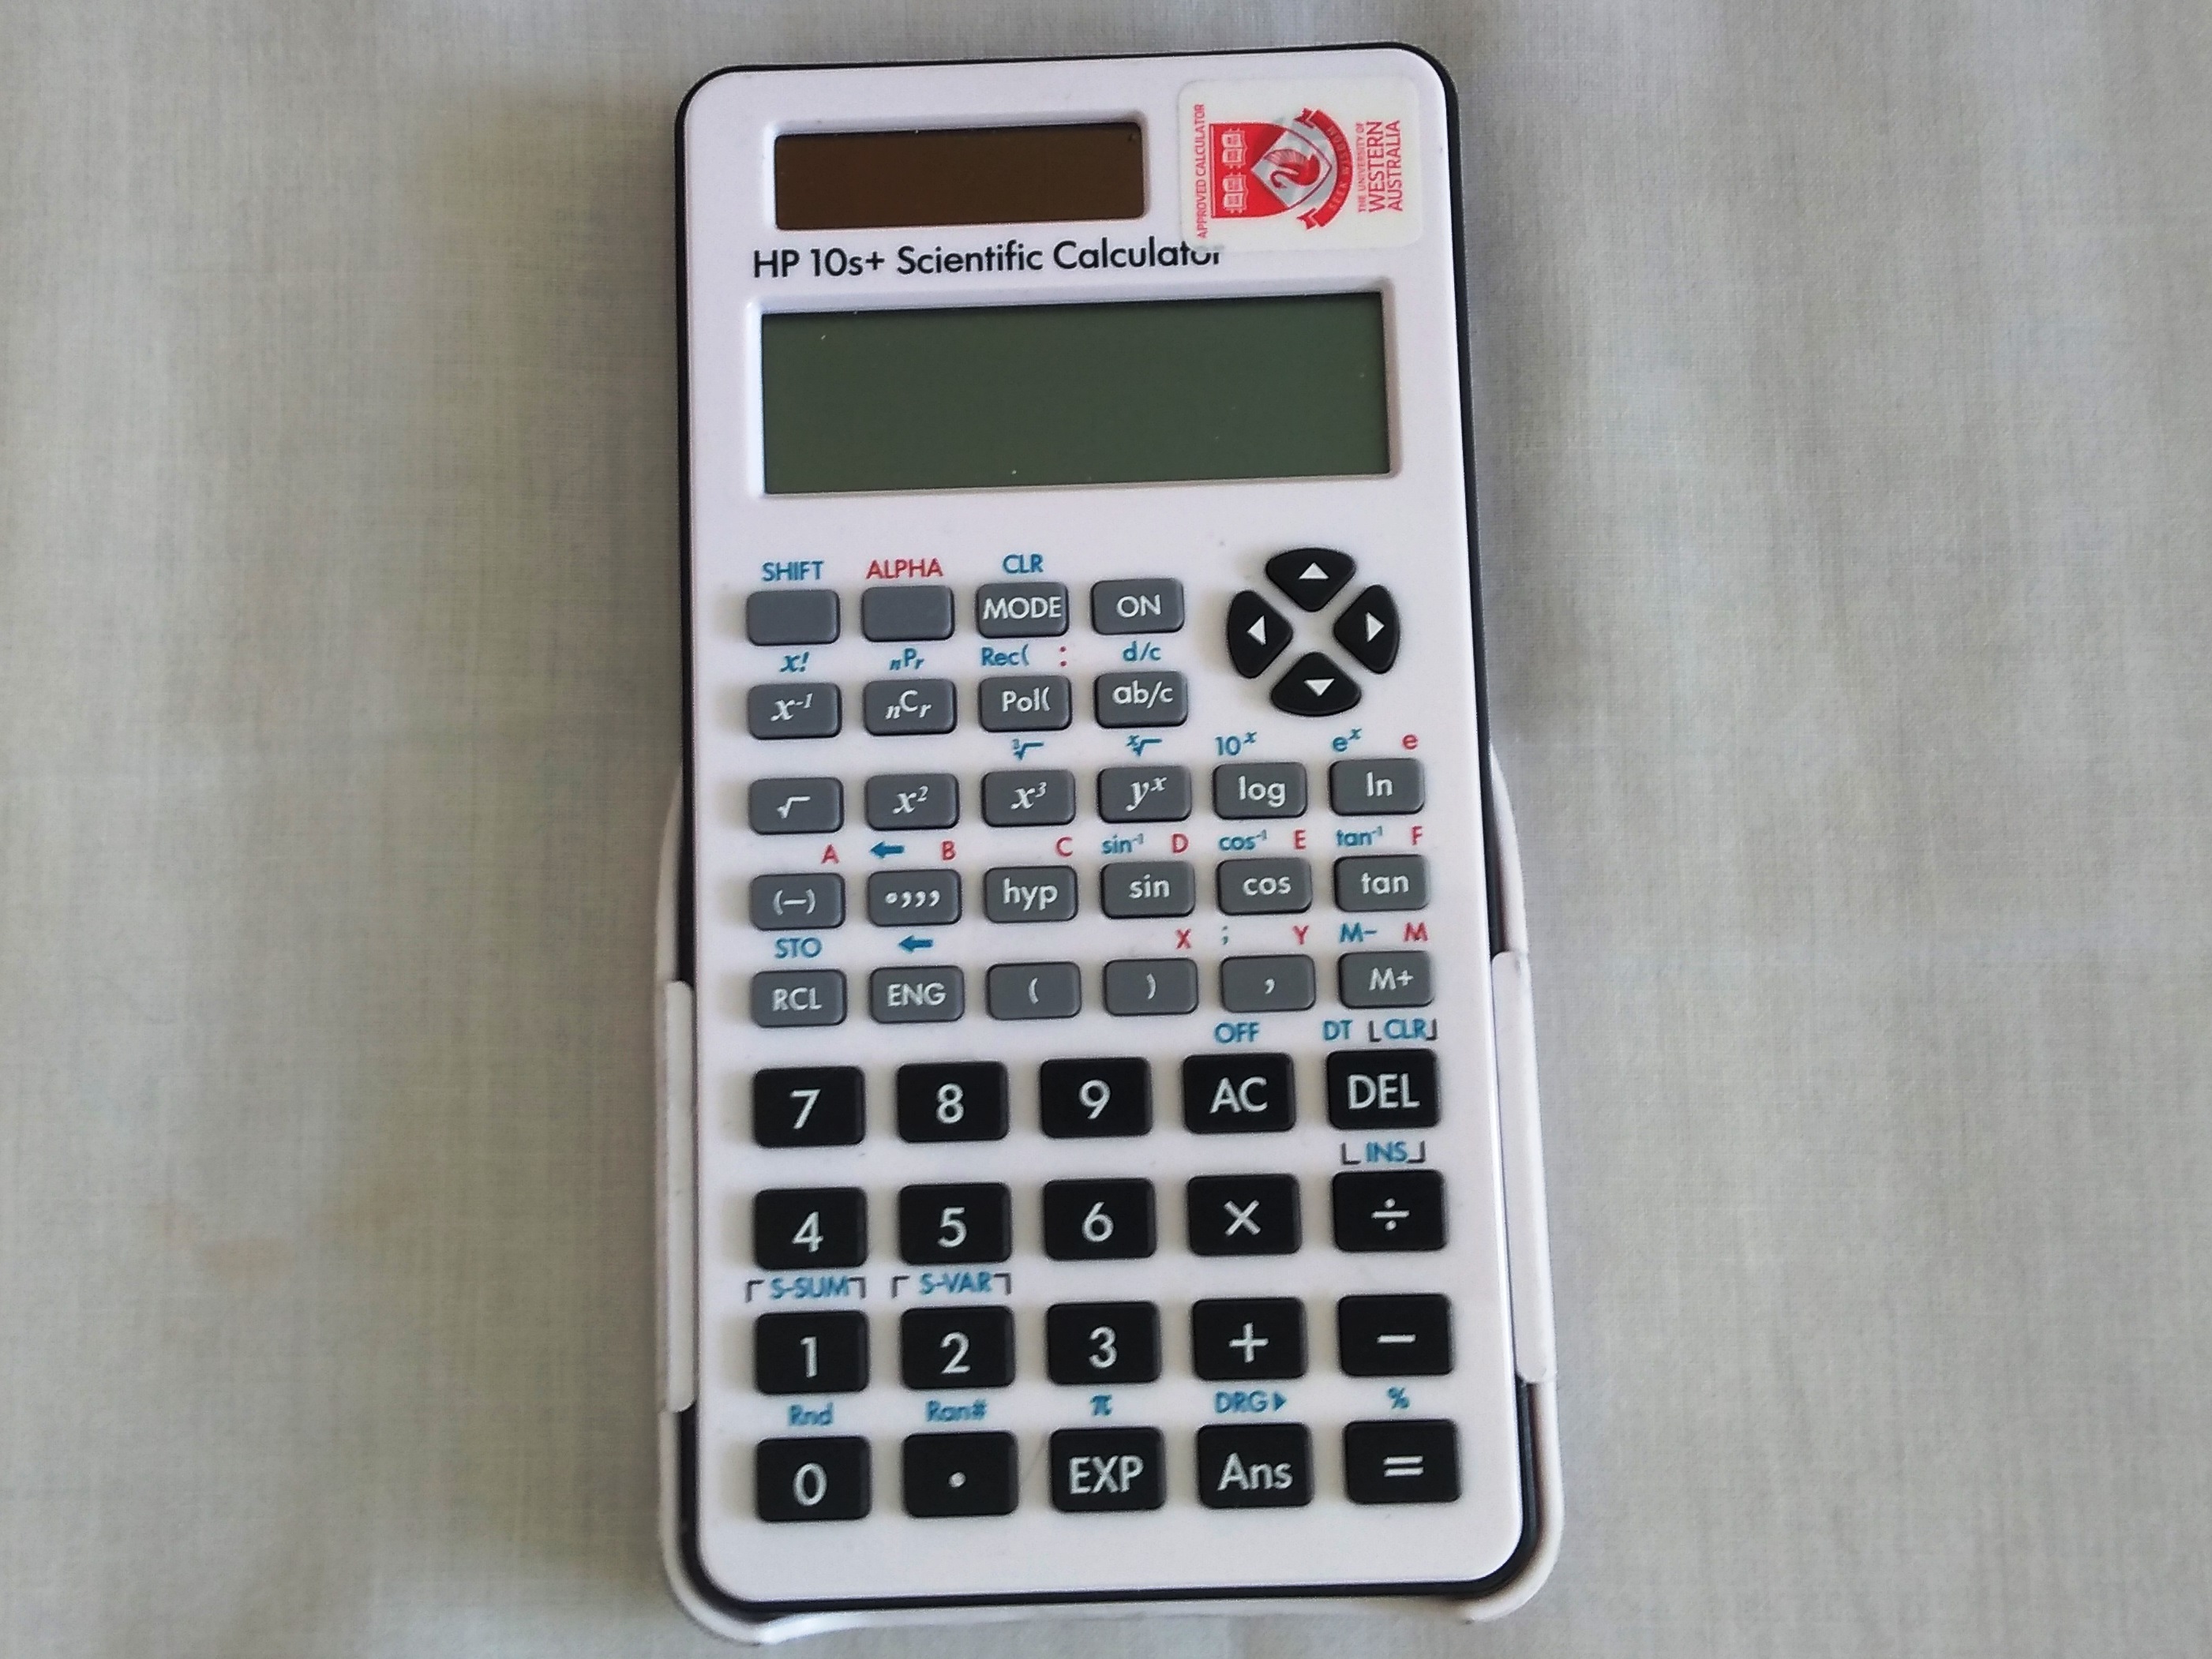 APPROVED CALCULATOR
SEEK WISDOM
THE UNIVERSITY OF
WESTERN
AUSTRALIA
HP 10s+ Scientific Calculator
SHIFT ALPHA CLR
MODE ON
x! nPr Rec( : d/c
x⁻¹ nCr Pol( ab/c
³√ ˣ√ 10ˣ eˣ e
√ x² x³ yˣ log ln
A ← B C sin⁻¹ D cos⁻¹ E tan⁻¹ F
(–) °,,, hyp sin cos tan
STO ← X ; Y M– M
RCL ENG ( ) , M+
OFF DT CLR
7 8 9 AC DEL
INS
4 5 6 × ÷
S-SUM S-VAR
1 2 3 + −
Rnd Ran# π DRG▶ %
0 . EXP Ans =